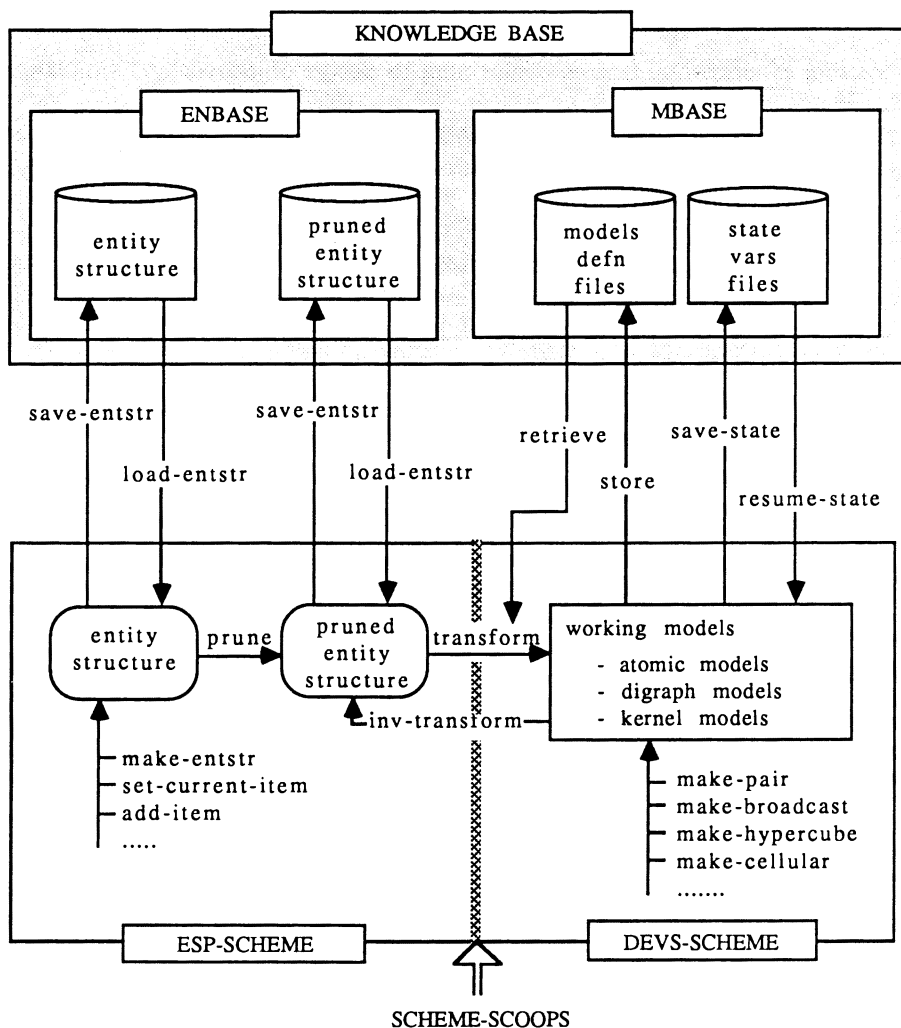 KNOWLEDGE BASE
ENBASE
MBASE
entity
structure
pruned
entity
structure
models
defn
files
state
vars
files
save-entstr
load-entstr
save-entstr
load-entstr
retrieve
store
save-state
resume-state
entity
structure
prune
pruned
entity
structure
transform
inv-transform
working models
- atomic models
- digraph models
- kernel models
make-entstr
set-current-item
add-item
.....
make-pair
make-broadcast
make-hypercube
make-cellular
.......
ESP-SCHEME
DEVS-SCHEME
SCHEME-SCOOPS